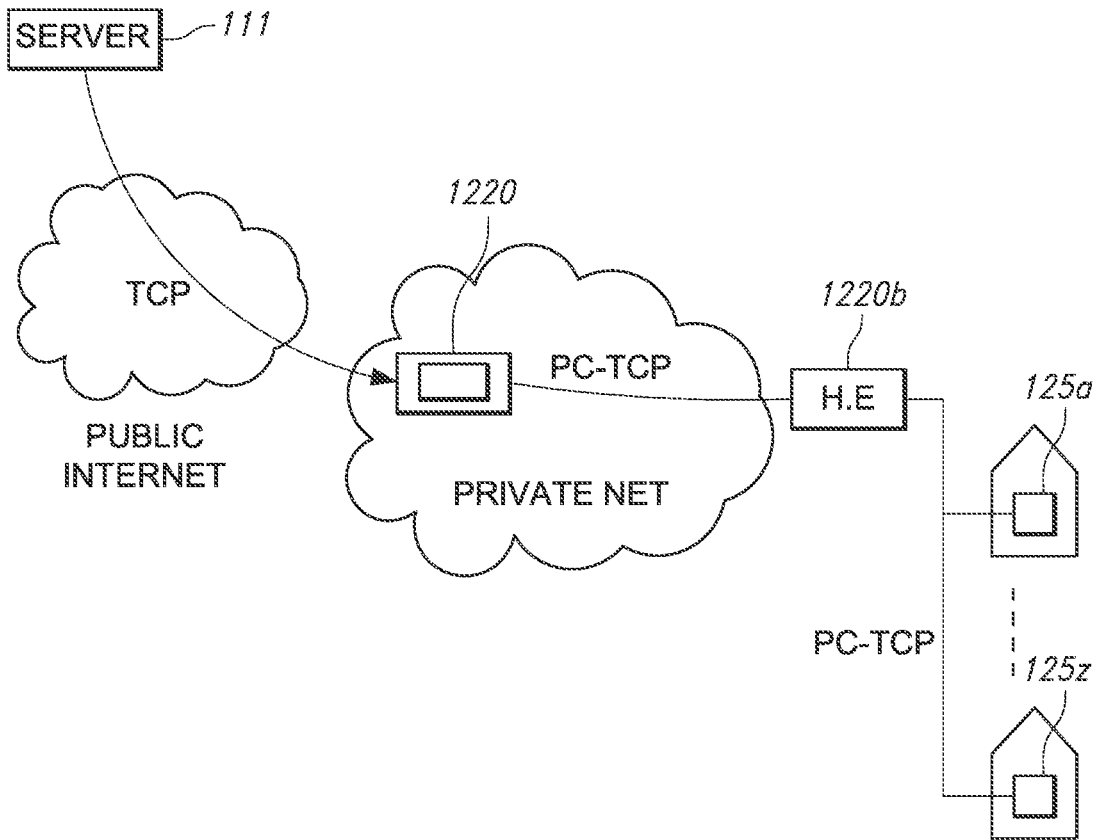 SERVER
111
TCP
PUBLIC
INTERNET
1220
PC-TCP
PRIVATE NET
1220b
H.E
125a
PC-TCP
125z